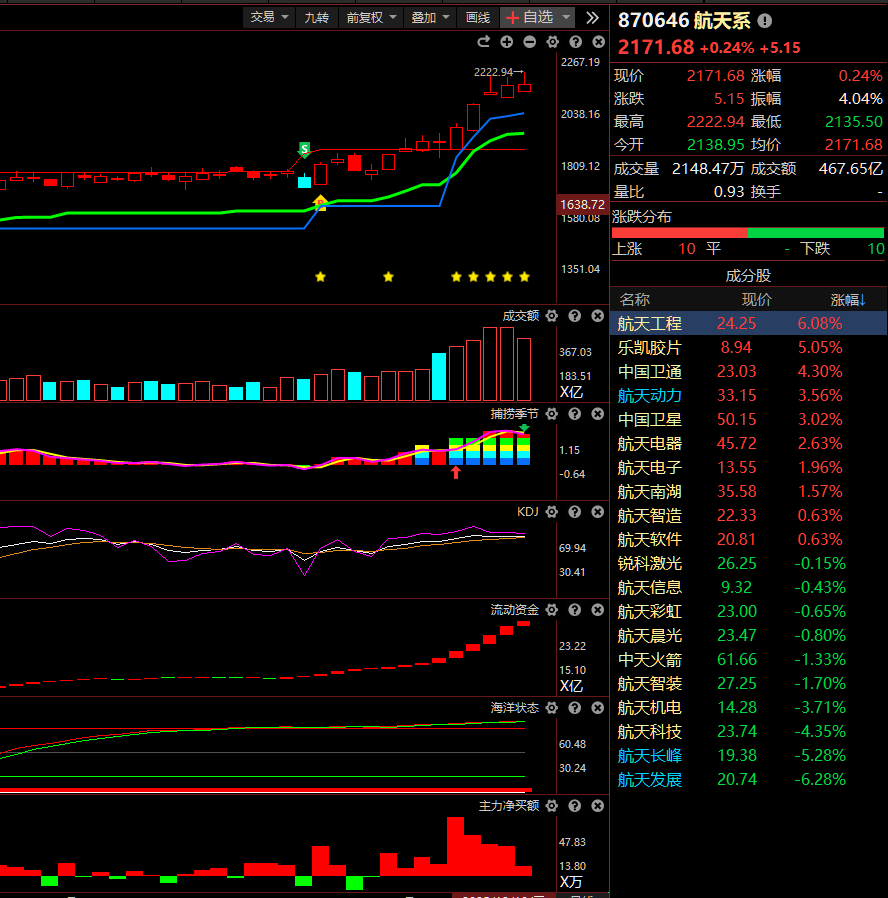 交易 九转 前复权 叠加 画线 +自选
2222.94
2267.19
2038.16
1809.12
1638.72
1580.08
1351.04
S
成交额
367.03
183.51
X亿
捕捞季节
1.15
-0.64
KDJ
69.94
30.41
流动资金
23.22
15.10
X亿
海洋状态
60.48
30.24
主力净买额
47.83
13.80
X万
870646 航天系
2171.68 +0.24% +5.15
现价 2171.68 涨幅 0.24%
涨跌 5.15 振幅 4.04%
最高 2222.94 最低 2135.50
今开 2138.95 均价 2171.68
成交量 2148.47万 成交额 467.65亿
量比 0.93 换手 -
涨跌分布
上涨 10 平 - 下跌 10
成分股
名称 现价 涨幅↓
航天工程 24.25 6.08%
乐凯胶片 8.94 5.05%
中国卫通 23.03 4.30%
航天动力 33.15 3.56%
中国卫星 50.15 3.02%
航天电器 45.72 2.63%
航天电子 13.55 1.96%
航天南湖 35.58 1.57%
航天智造 22.33 0.63%
航天软件 20.81 0.63%
锐科激光 26.25 -0.15%
航天信息 9.32 -0.43%
航天彩虹 23.00 -0.65%
航天晨光 23.47 -0.80%
中天火箭 61.66 -1.33%
航天智装 27.25 -1.70%
航天机电 14.28 -3.71%
航天科技 23.74 -4.35%
航天长峰 19.38 -5.28%
航天发展 20.74 -6.28%